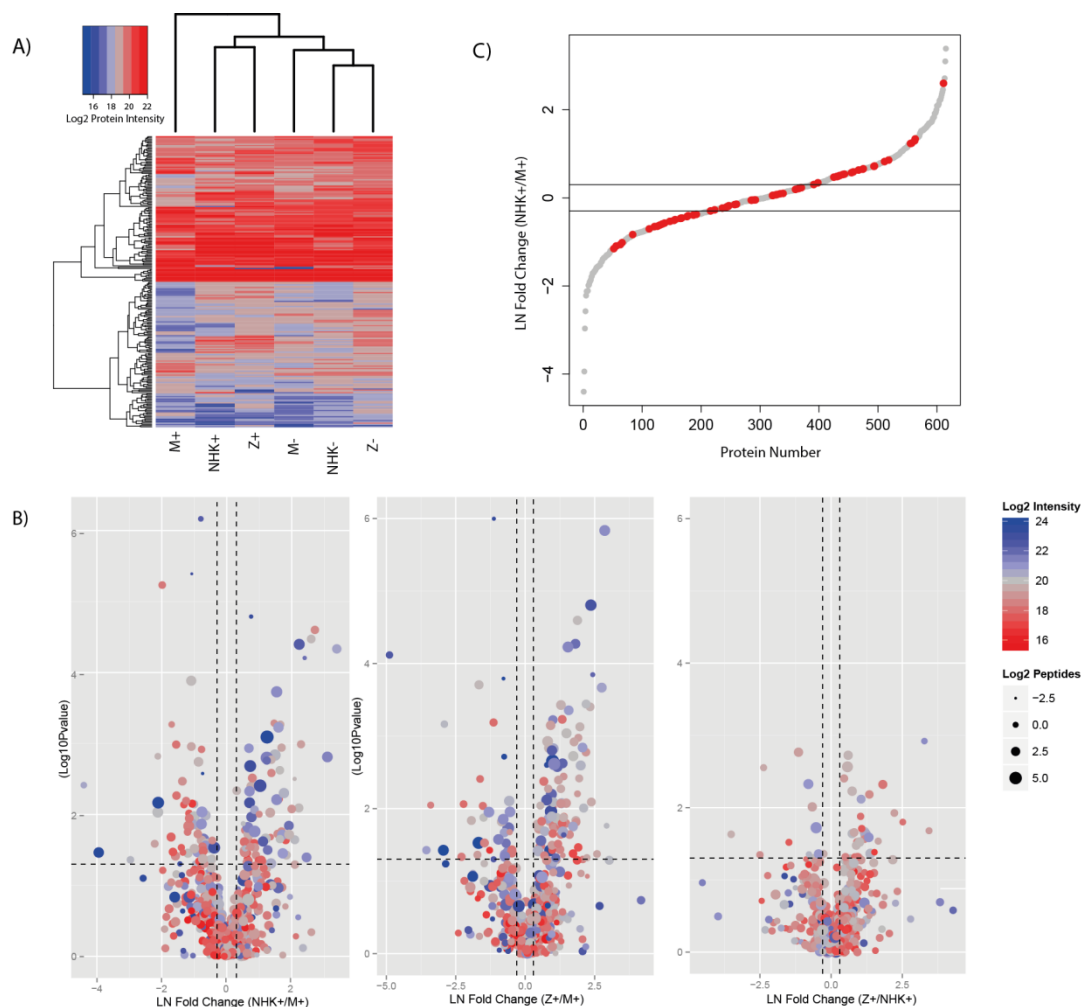 A)
16 18 20 22
Log2 Protein Intensity
M+ NHK+ Z+ M- NHK- Z-
C)
LN Fold Change (NHK+/M+)
2
0
−2
−4
0 100 200 300 400 500 600
Protein Number
B)
(Log10Pvalue)
6
4
2
0
−4 −2 0 2
LN Fold Change (NHK+/M+)
(Log10Pvalue)
6
4
2
0
−5.0 −2.5 0.0 2.5
LN Fold Change (Z+/M+)
6
4
2
0
−2.5 0.0 2.5
LN Fold Change (Z+/NHK+)
Log2 Intensity
24
22
20
18
16
Log2 Peptides
−2.5
0.0
2.5
5.0